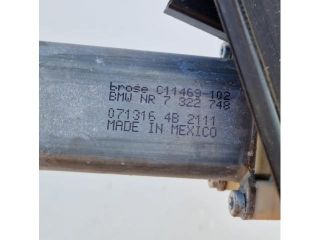 brose C11469-102
BMW NR 7 322 748
071316 4B 2111
MADE IN MEXICO